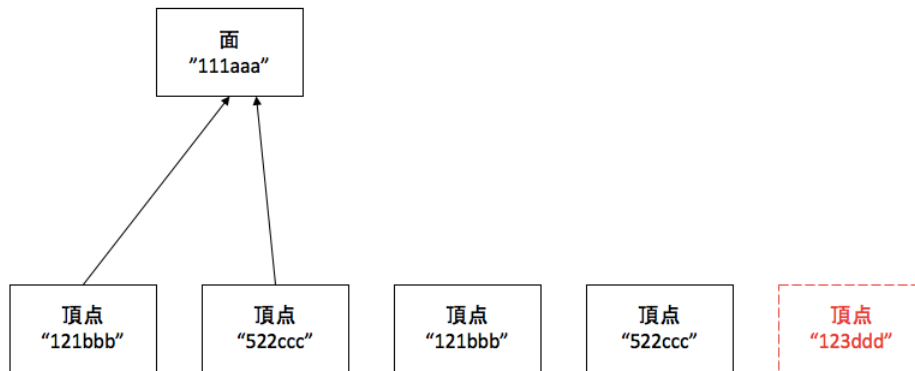 面
”111aaa”
頂点
“121bbb”
頂点
“522ccc”
頂点
“121bbb”
頂点
“522ccc”
頂点
“123ddd”